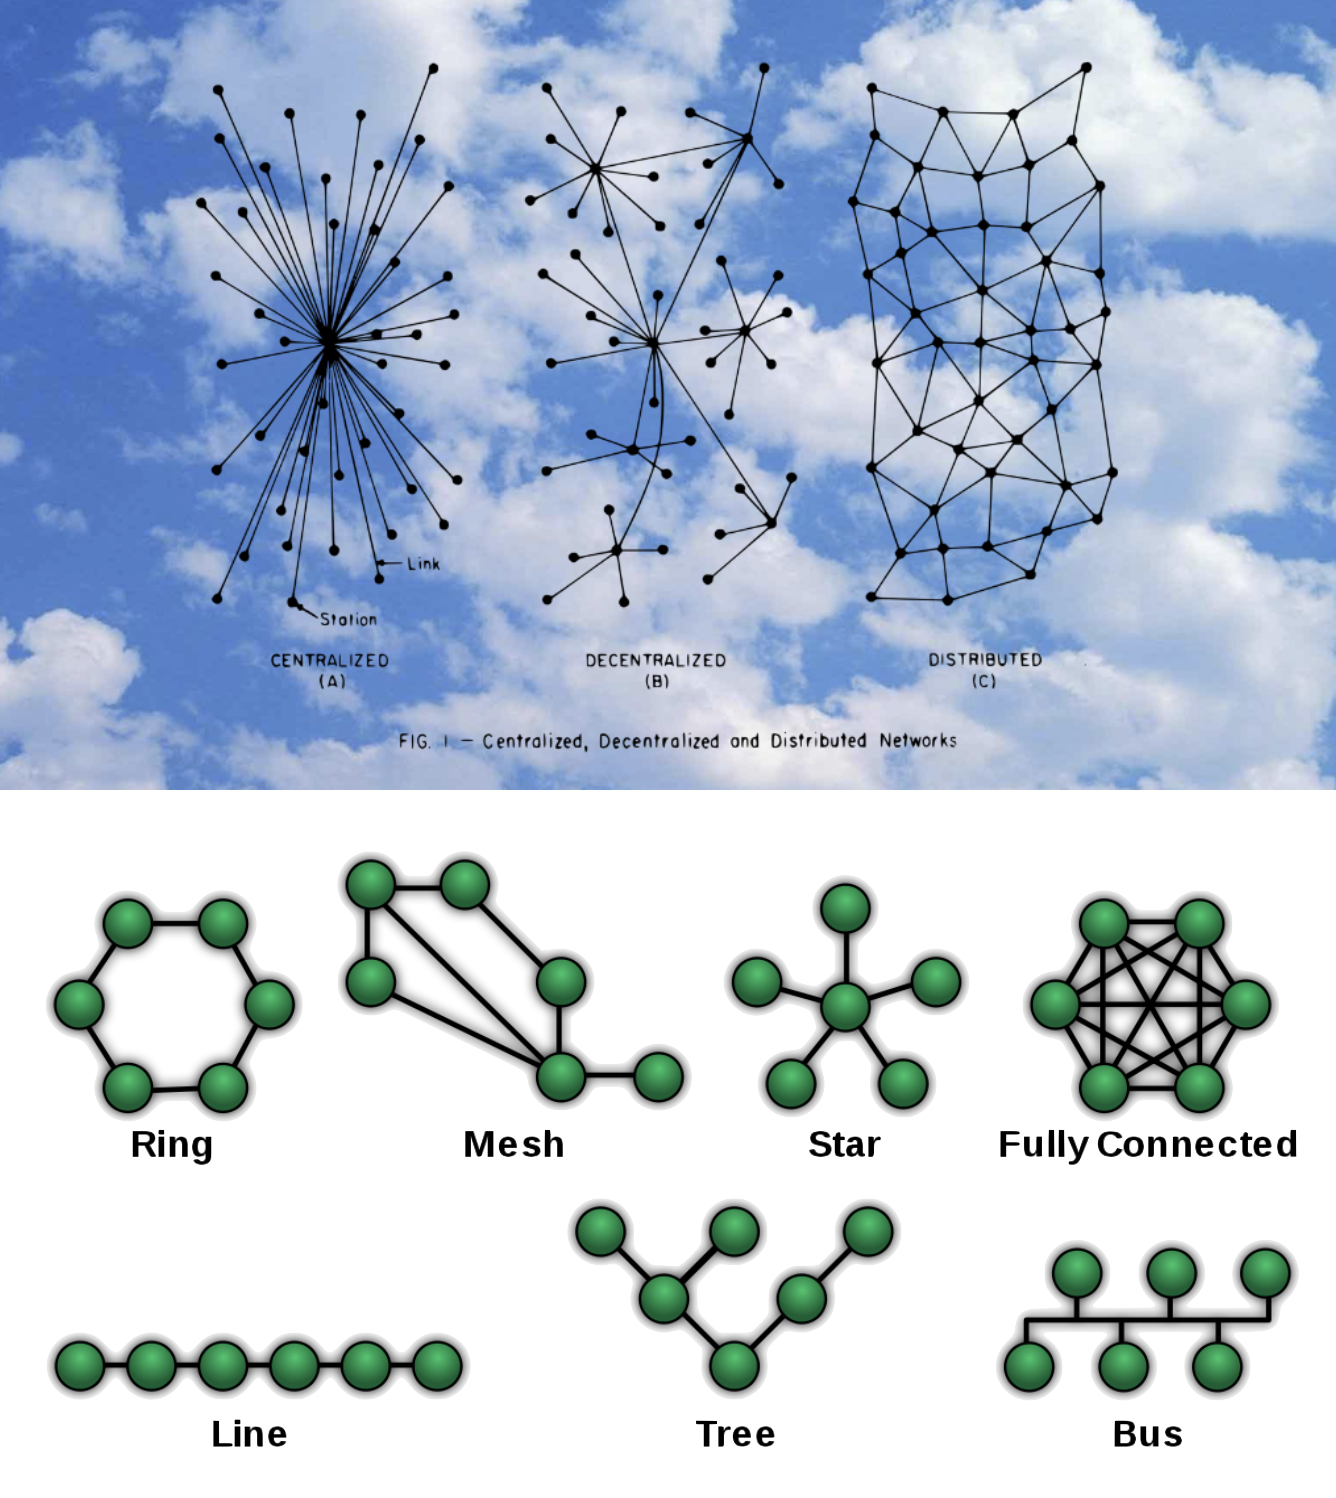 Link
Station
CENTRALIZED
(A)
DECENTRALIZED
(B)
DISTRIBUTED
(C)
FIG. 1 — Centralized, Decentralized and Distributed Networks
Ring
Mesh
Star
Fully Connected
Line
Tree
Bus